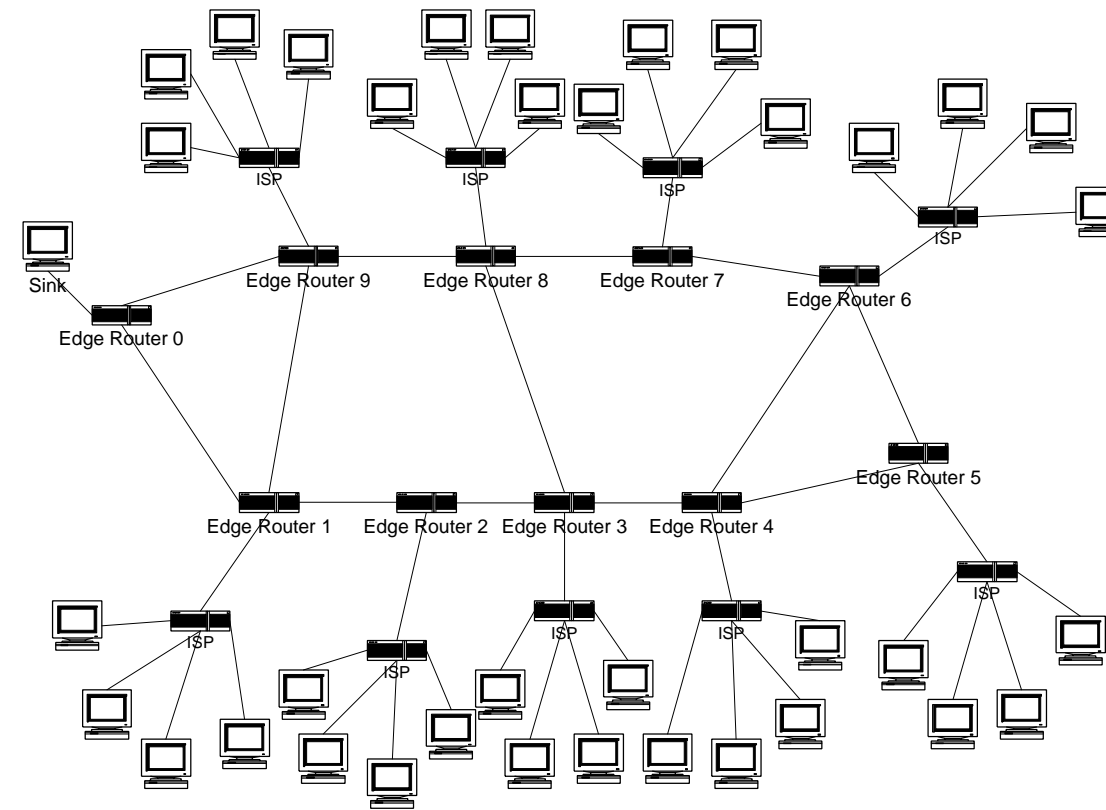 ISP
ISP
ISP
ISP
Sink
Edge Router 9
Edge Router 8
Edge Router 7
Edge Router 6
Edge Router 0
Edge Router 5
Edge Router 1
Edge Router 2
Edge Router 3
Edge Router 4
ISP
ISP
ISP
ISP
ISP